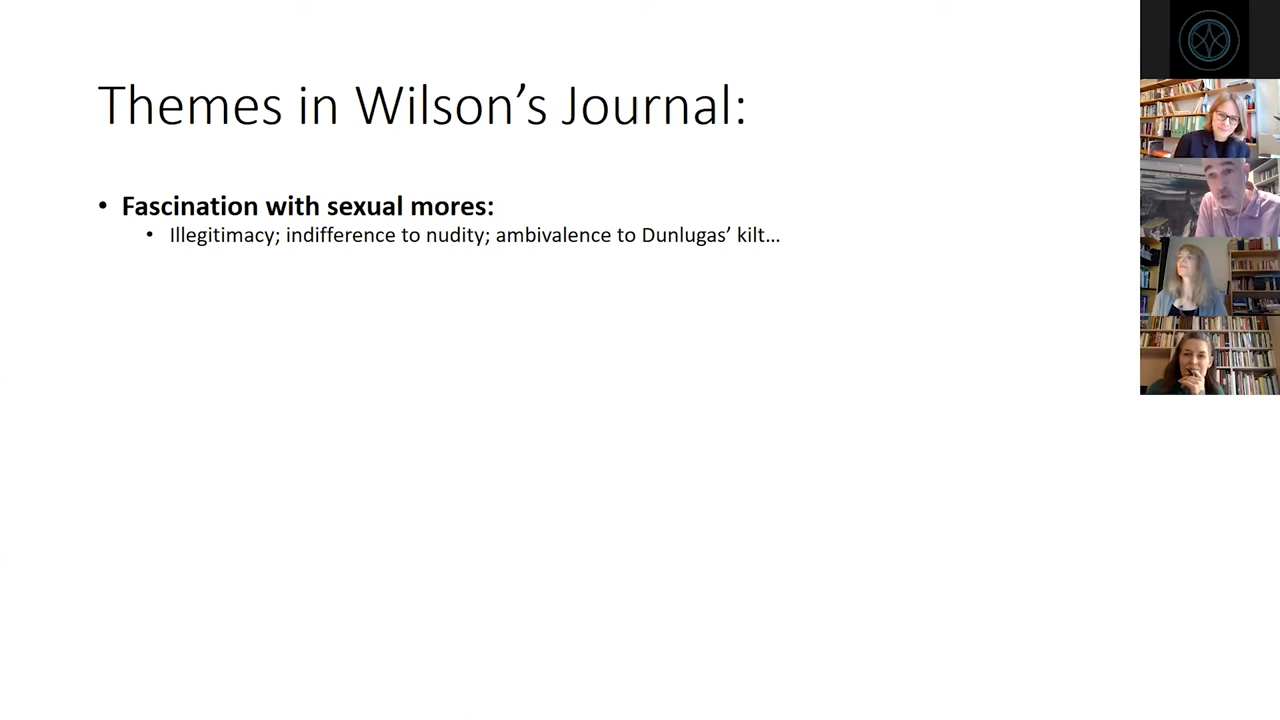 Themes in Wilson’s Journal:
• Fascination with sexual mores:
• Illegitimacy; indifference to nudity; ambivalence to Dunlugas’ kilt…